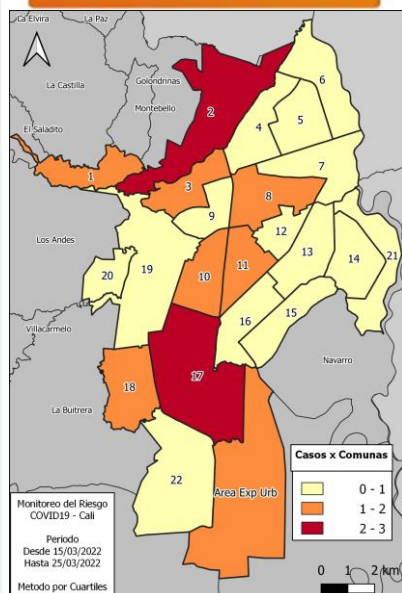 La Elvira
La Paz
La Castilla
Golondrinas
Montebello
El Saladito
2
6
5
4
7
1
3
8
9
12
Los Andes
13
14
21
20
19
10
11
16
15
Villacarmelo
Navarro
17
18
La Buitrera
22
Area Exp Urb
Casos x Comunas
0 - 1
1 - 2
2 - 3
Monitoreo del Riesgo
COVID19 - Cali
Periodo
Desde 15/03/2022
Hasta 25/03/2022
Metodo por Cuartiles
0 1 2 km